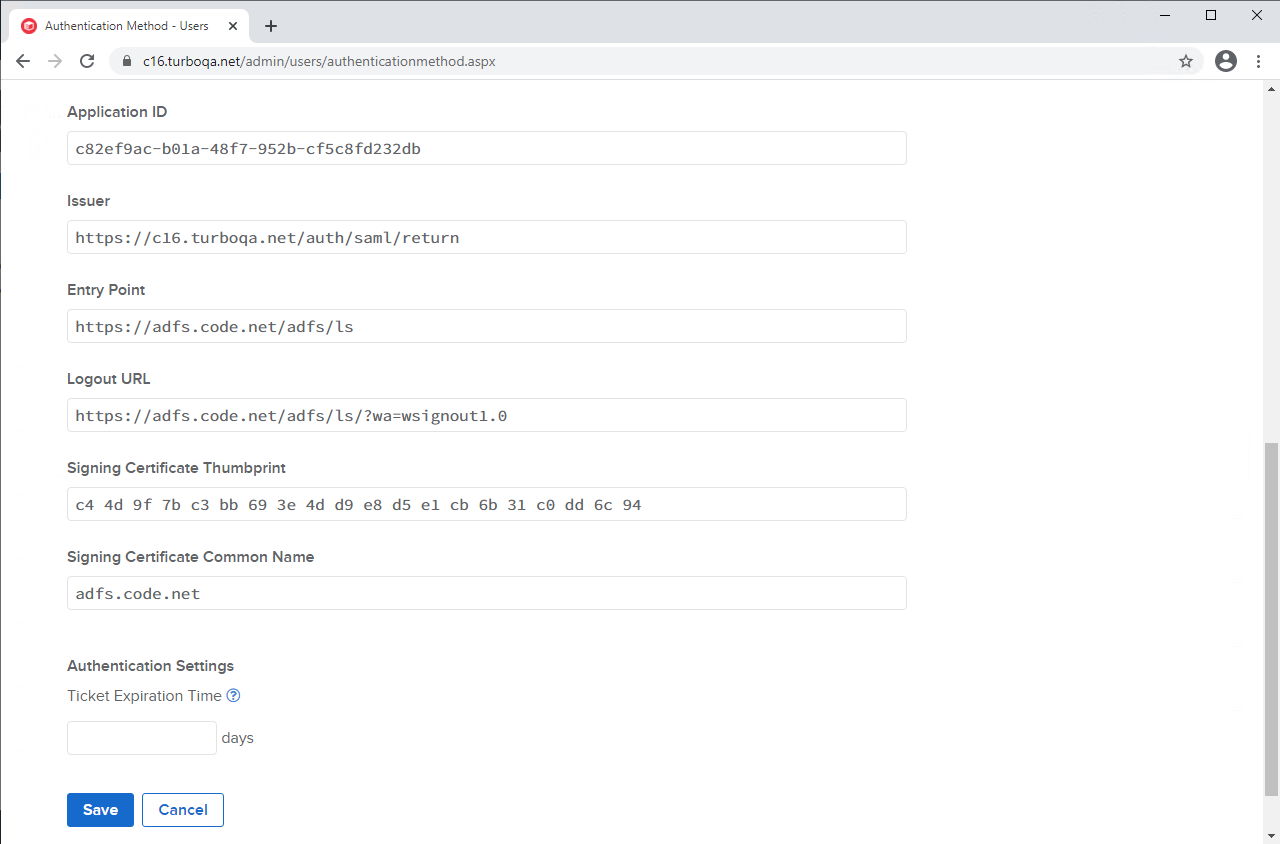 Authentication Method - Users
c16.turboqa.net/admin/users/authenticationmethod.aspx
Application ID
c82ef9ac-b01a-48f7-952b-cf5c8fd232db
Issuer
https://c16.turboqa.net/auth/saml/return
Entry Point
https://adfs.code.net/adfs/ls
Logout URL
https://adfs.code.net/adfs/ls/?wa=wsignout1.0
Signing Certificate Thumbprint
c4 4d 9f 7b c3 bb 69 3e 4d d9 e8 d5 e1 cb 6b 31 c0 dd 6c 94
Signing Certificate Common Name
adfs.code.net
Authentication Settings
Ticket Expiration Time ?
days
Save Cancel